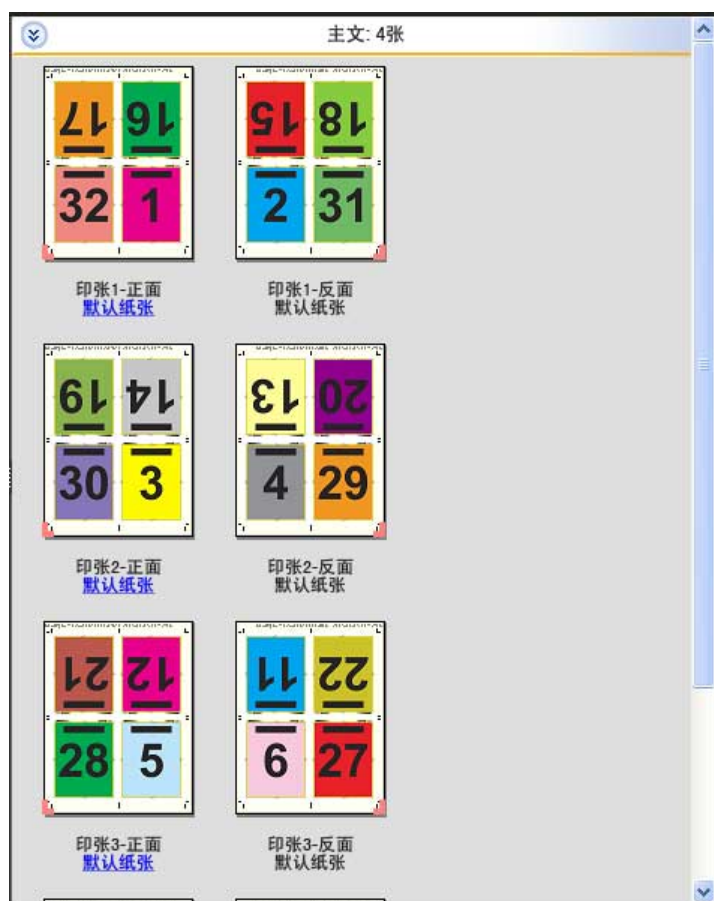 主文: 4张
17 16 15 18
32 1 2 31
印张1-正面 印张1-反面
默认纸张 默认纸张
19 14 13 20
30 3 4 29
印张2-正面 印张2-反面
默认纸张 默认纸张
21 12 11 22
28 5 6 27
印张3-正面 印张3-反面
默认纸张 默认纸张